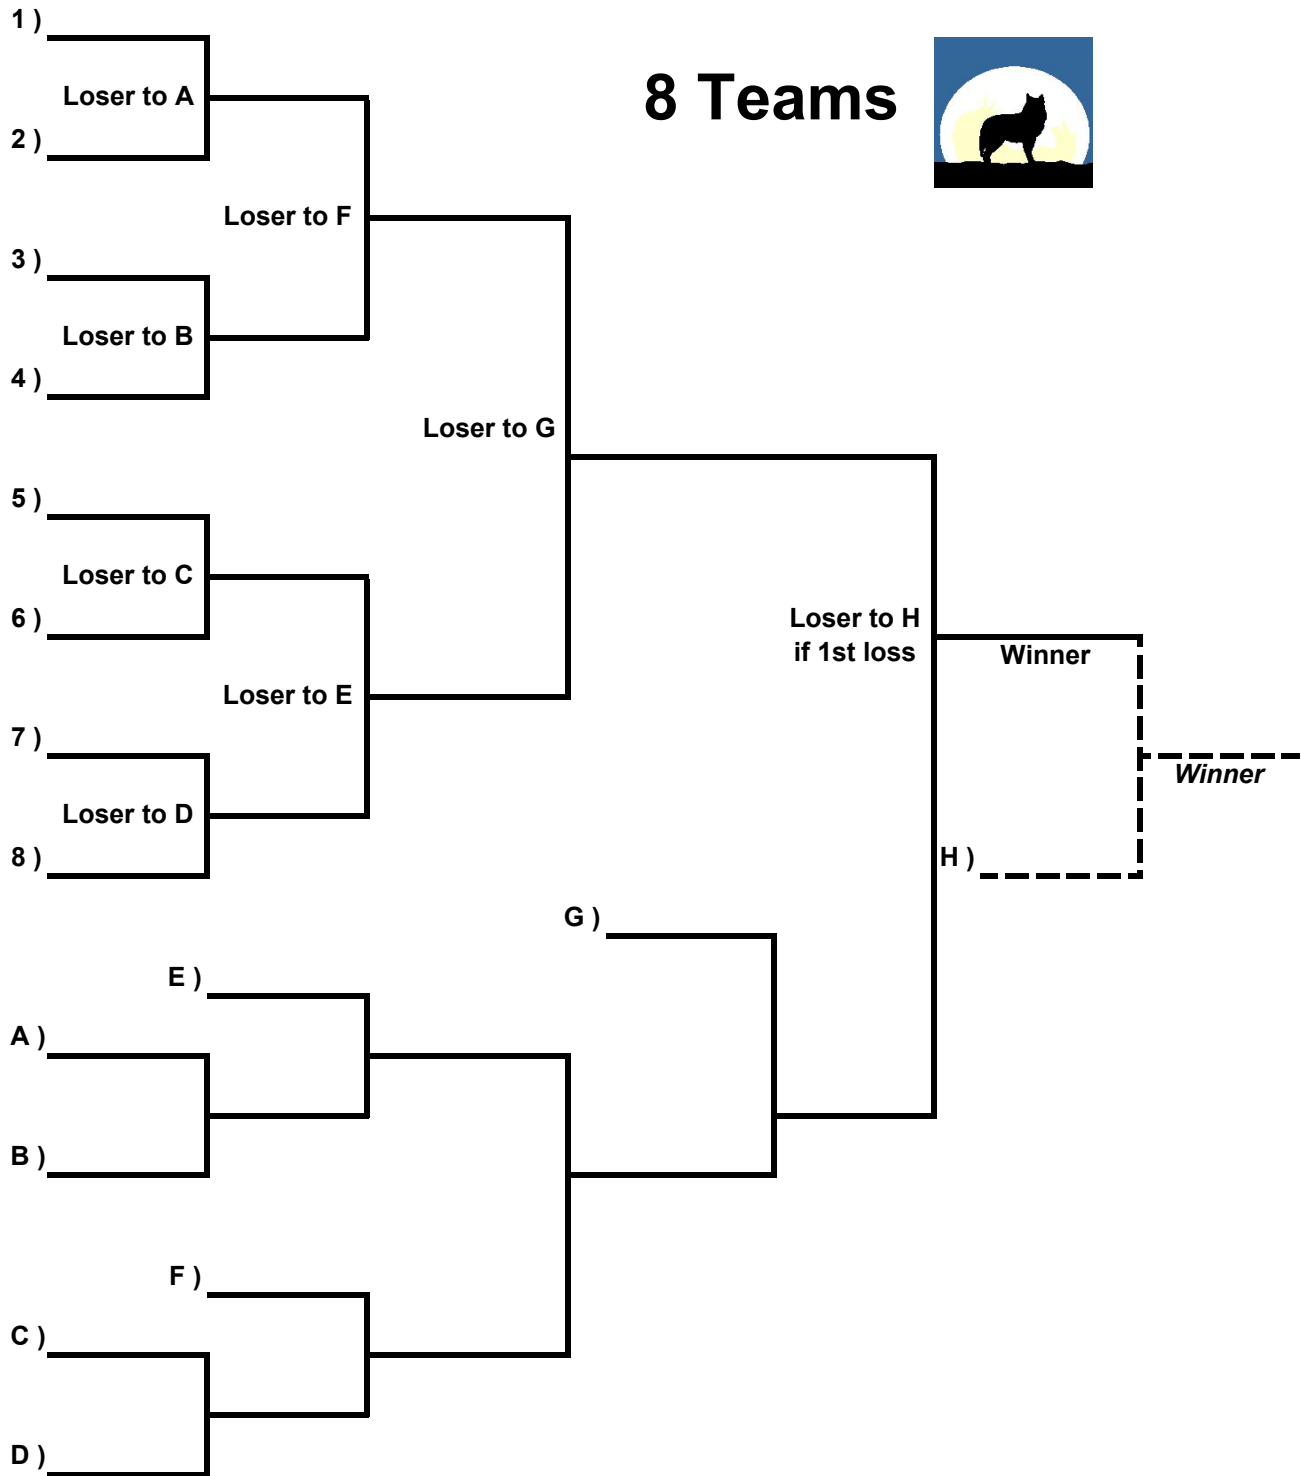 1)
8 Teams
Loser to A
2 )
Loser to F
3 )
Loser to B
4 )
Loser to G
5 )
Loser to C
6 )
Loser to H
if 1st loss
Winner
Loser to E
7 )
Winner
Loser to D
8 )
H )
G )
E )
A )
B )
F )
C )
D )